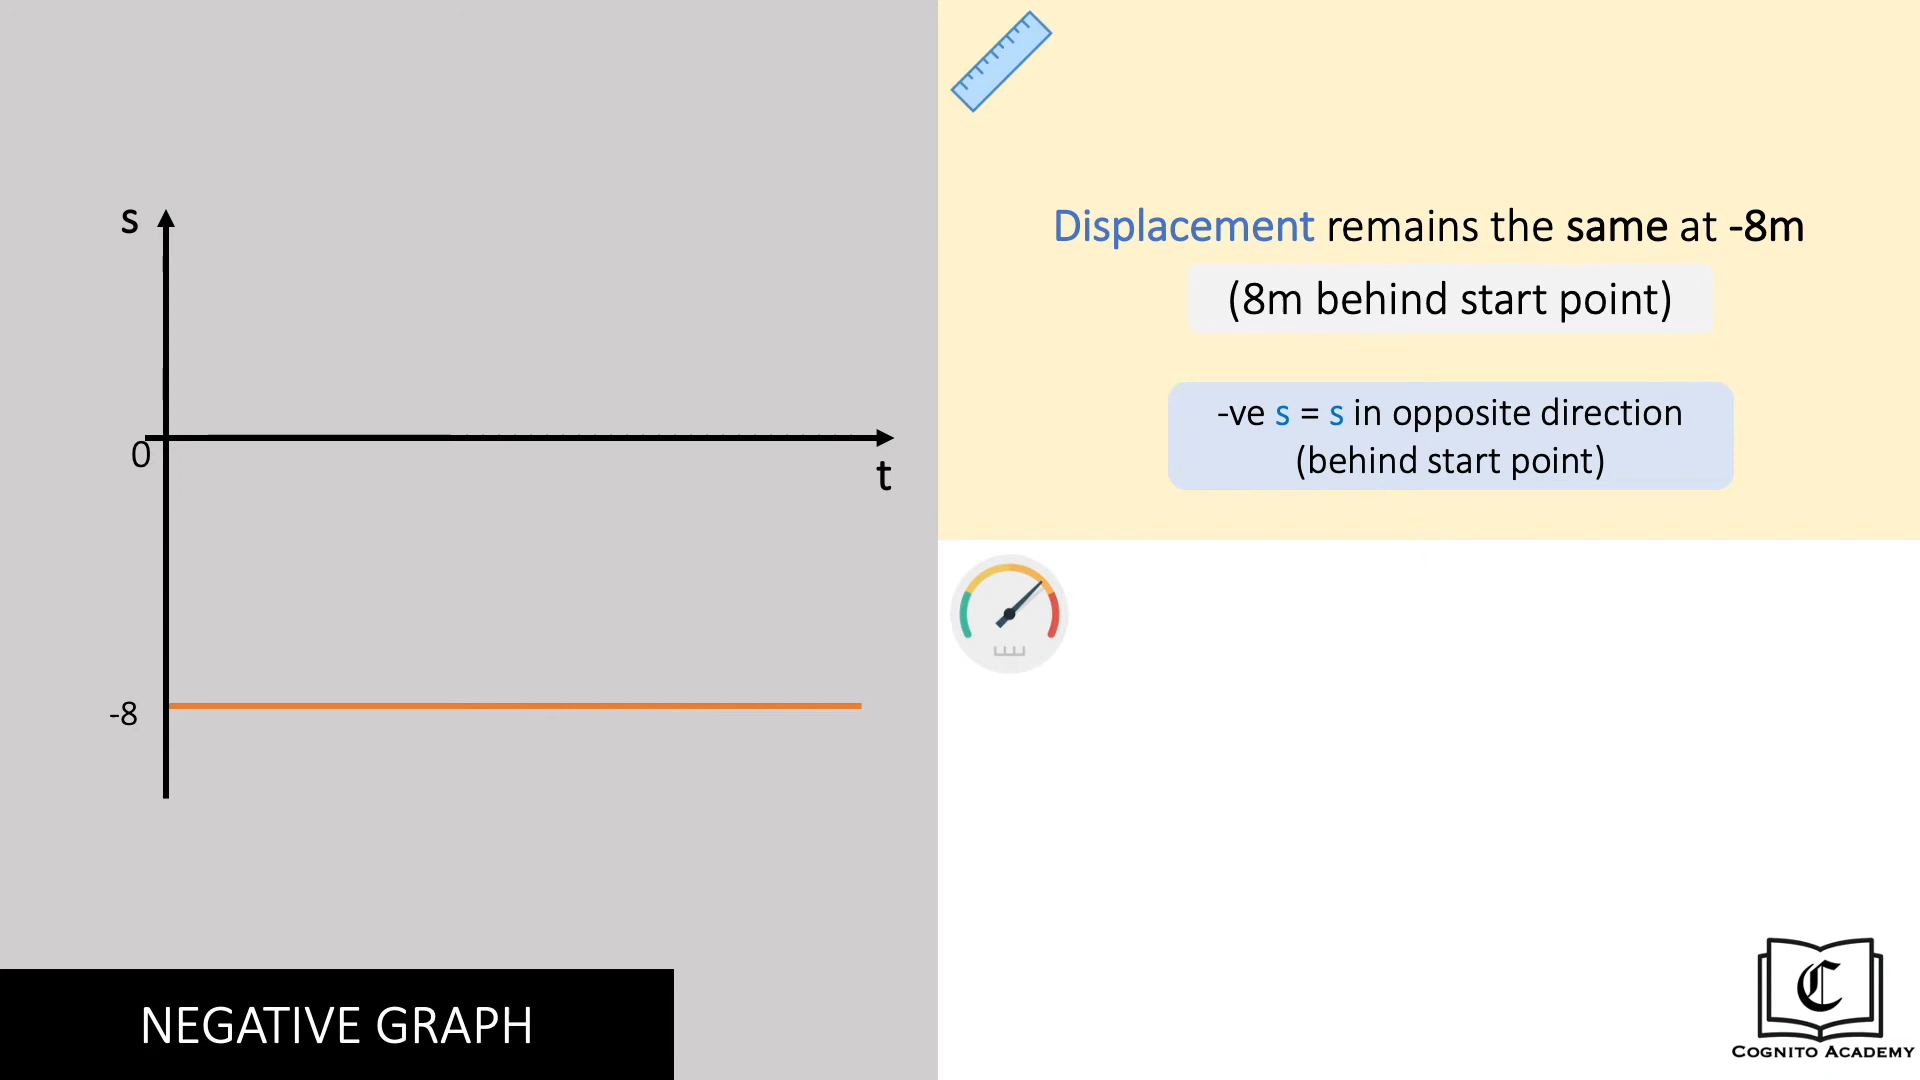 s
0
t
-8
NEGATIVE GRAPH
Displacement remains the same at -8m
(8m behind start point)
-ve s = s in opposite direction
(behind start point)
C
COGNITO ACADEMY